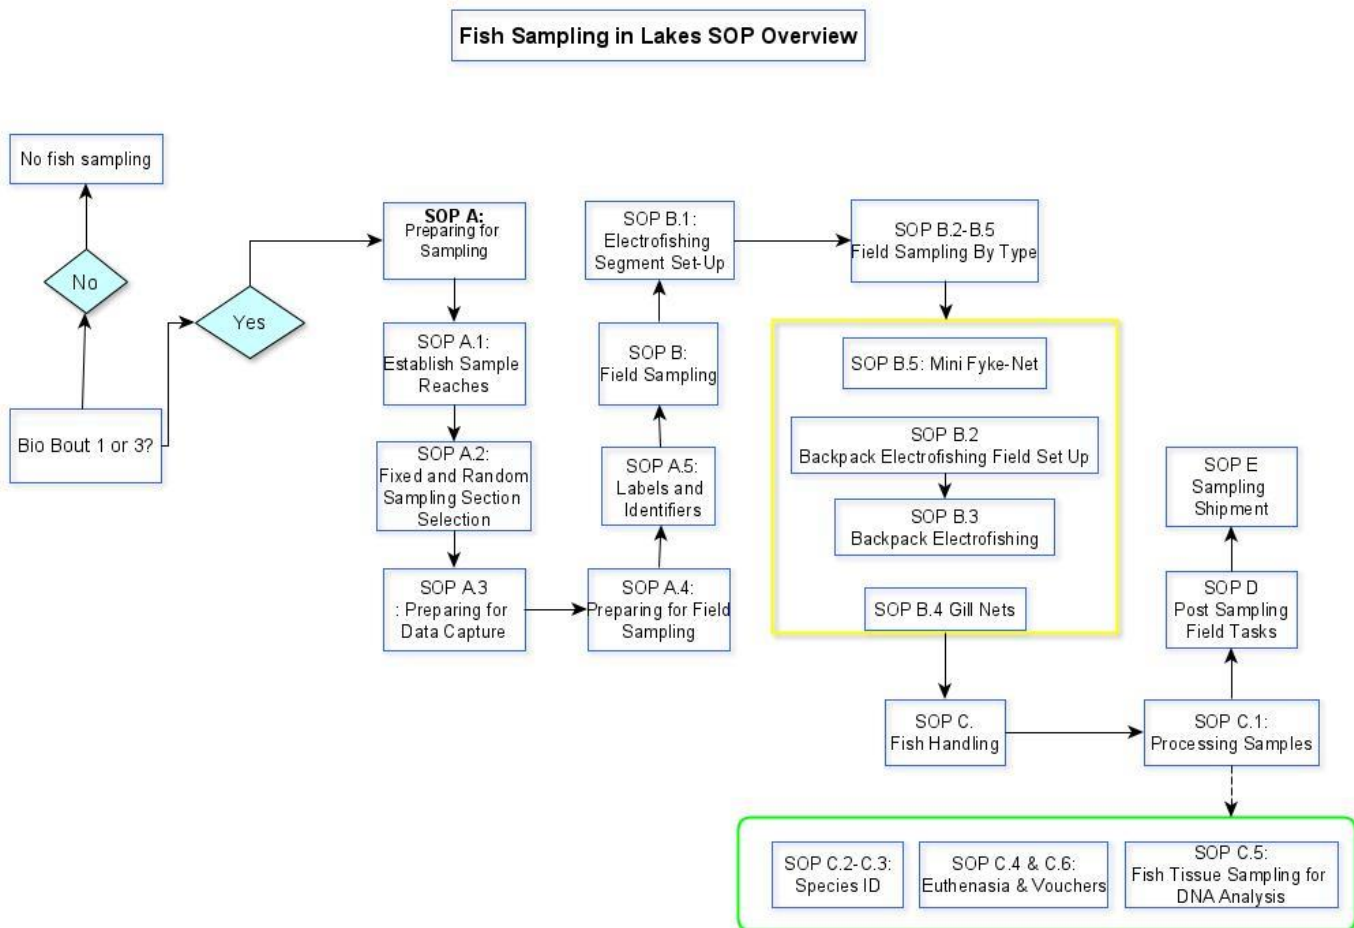 Fish Sampling in Lakes SOP Overview
No fish sampling
No
Bio Bout 1 or 3?
Yes
SOP A:
Preparing for
Sampling
SOP A.1:
Establish Sample
Reaches
SOP A.2:
Fixed and Random
Sampling Section
Selection
SOP A.3
: Preparing for
Data Capture
SOP A.4:
Preparing for Field
Sampling
SOP A.5:
Labels and
Identifiers
SOP B:
Field Sampling
SOP B.1:
Electrofishing
Segment Set-Up
SOP B.2-B.5
Field Sampling By Type
SOP B.5: Mini Fyke-Net
SOP B.2
Backpack Electrofishing Field Set Up
SOP B.3
Backpack Electrofishing
SOP B.4 Gill Nets
SOP C.
Fish Handling
SOP C.1:
Processing Samples
SOP D
Post Sampling
Field Tasks
SOP E
Sampling
Shipment
SOP C.2-C.3:
Species ID
SOP C.4 & C.6:
Euthenasia & Vouchers
SOP C.5:
Fish Tissue Sampling for
DNA Analysis